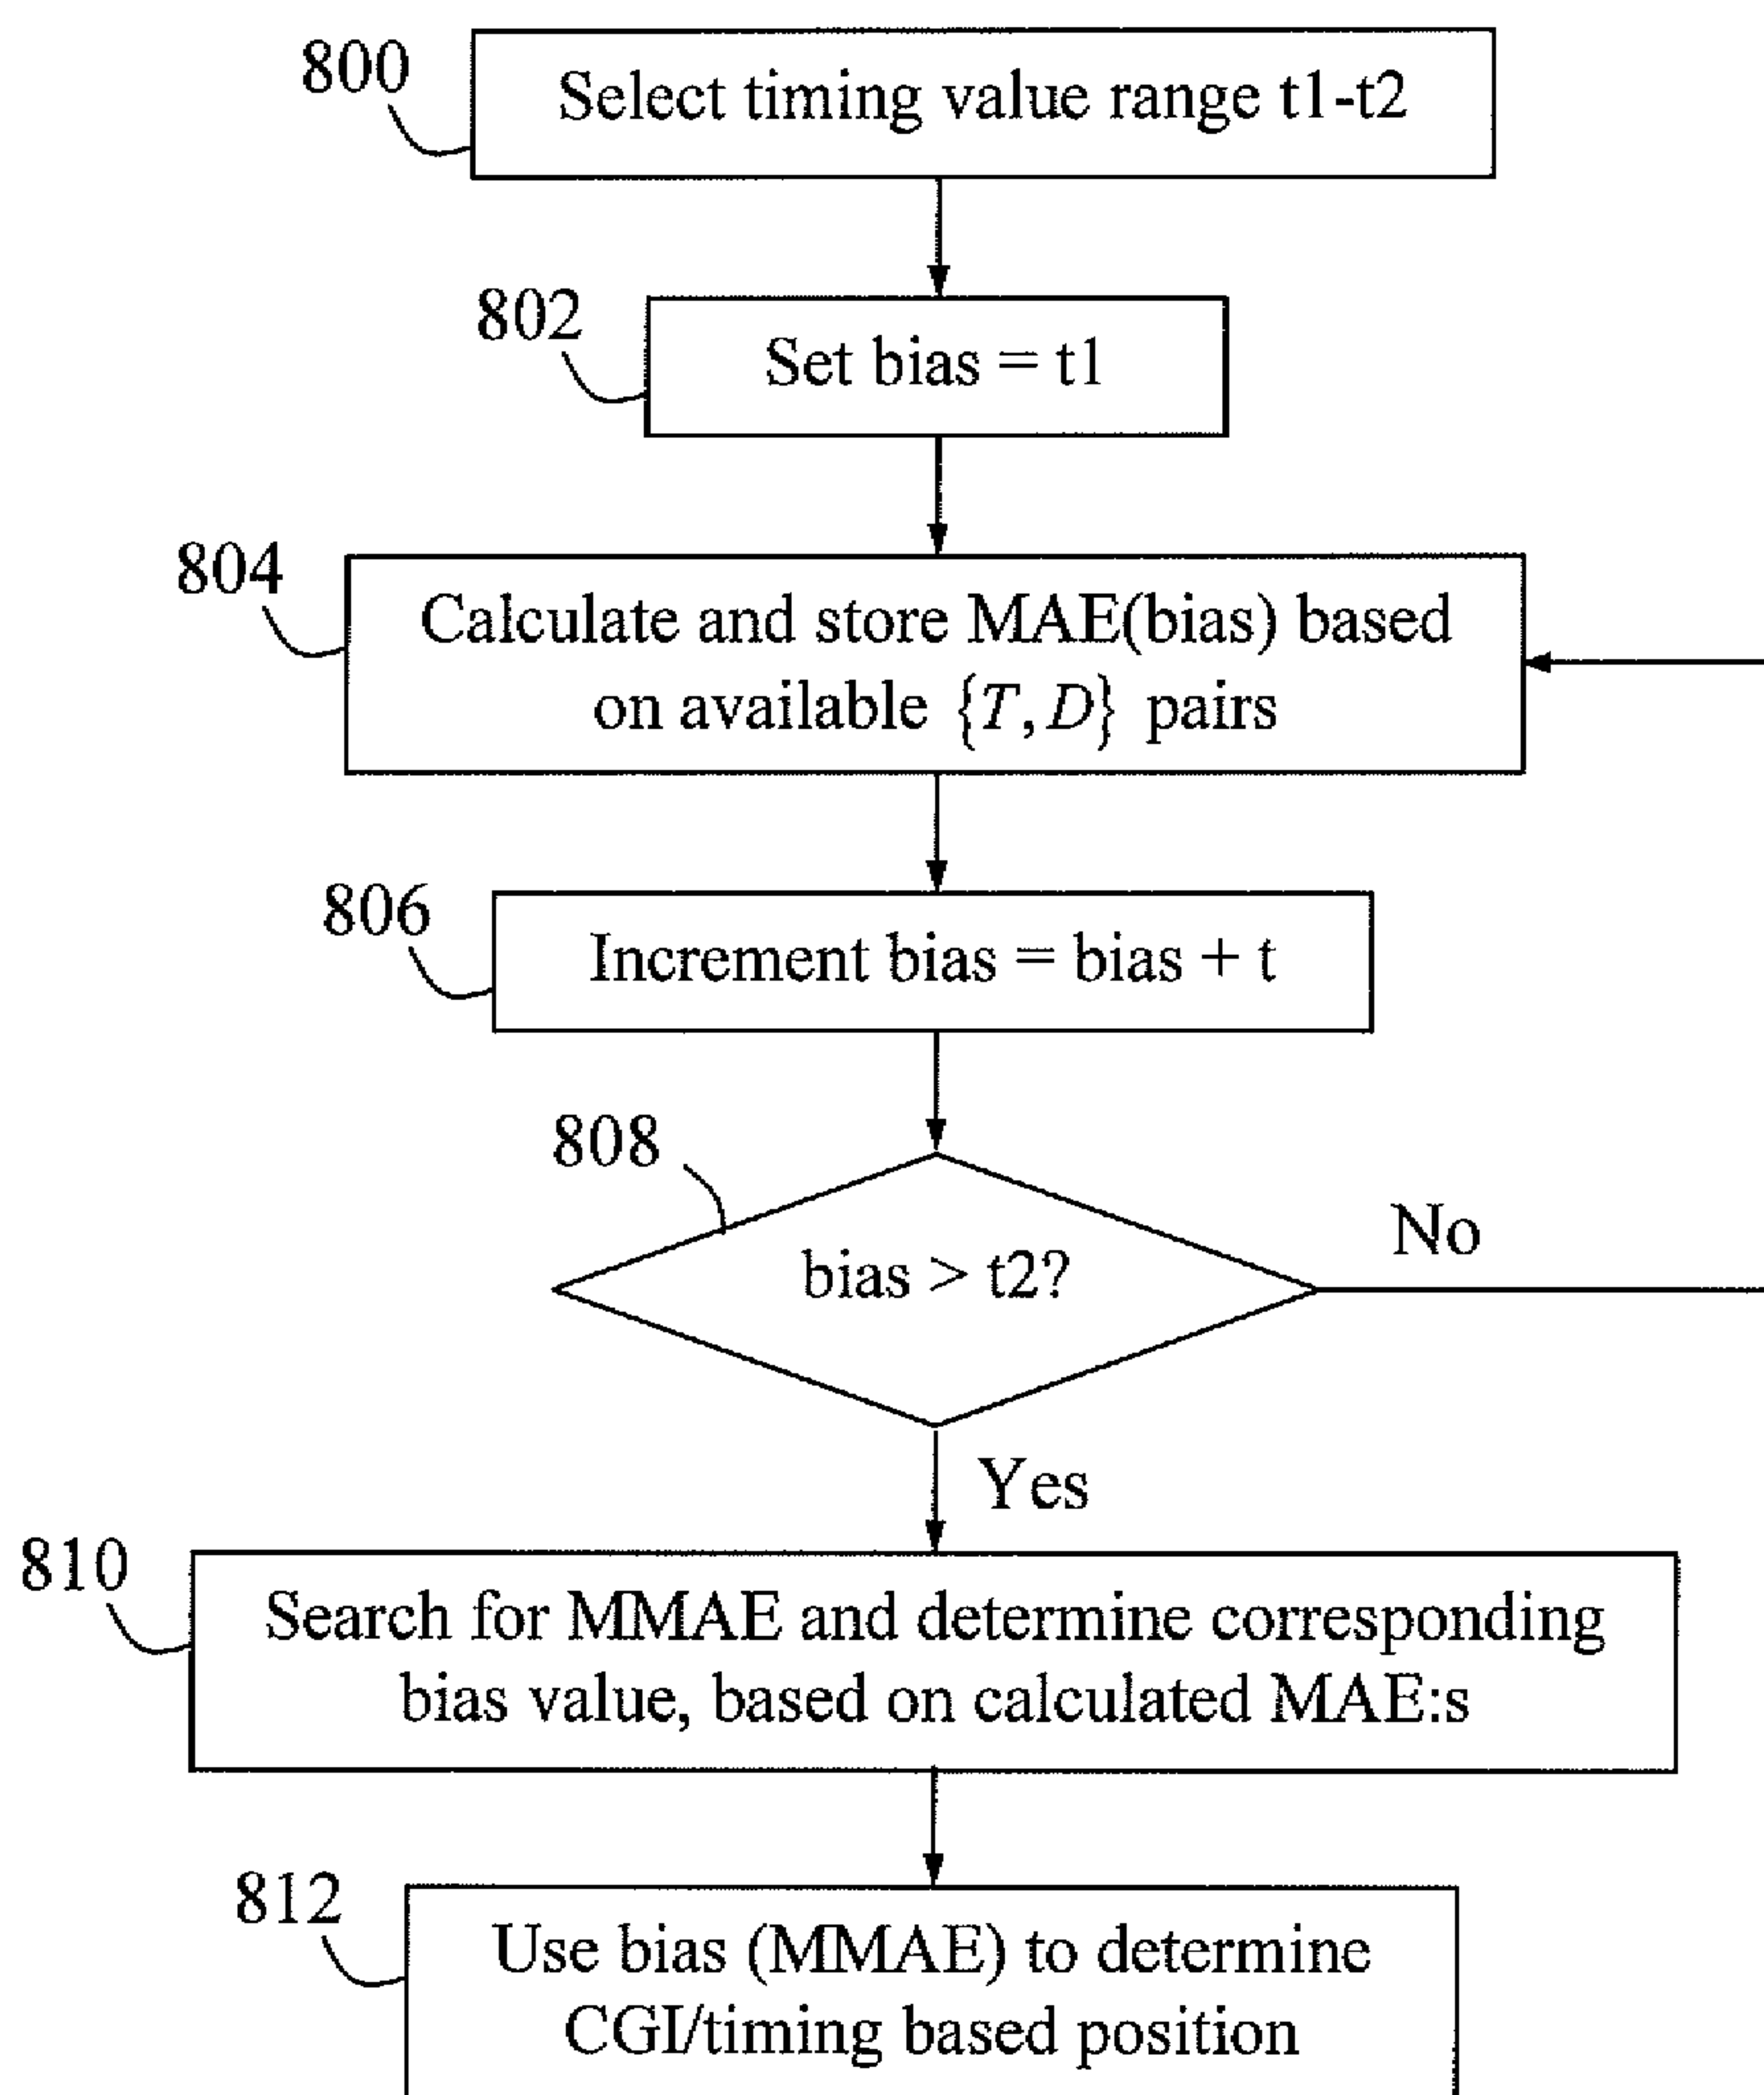 800
Select timing value range t1-t2
802
Set bias = t1
804
Calculate and store MAE(bias) based
on available {T, D} pairs
806
Increment bias = bias + t
808
bias > t2?
No
Yes
810
Search for MMAE and determine corresponding
bias value, based on calculated MAE:s
812
Use bias (MMAE) to determine
CGI/timing based position